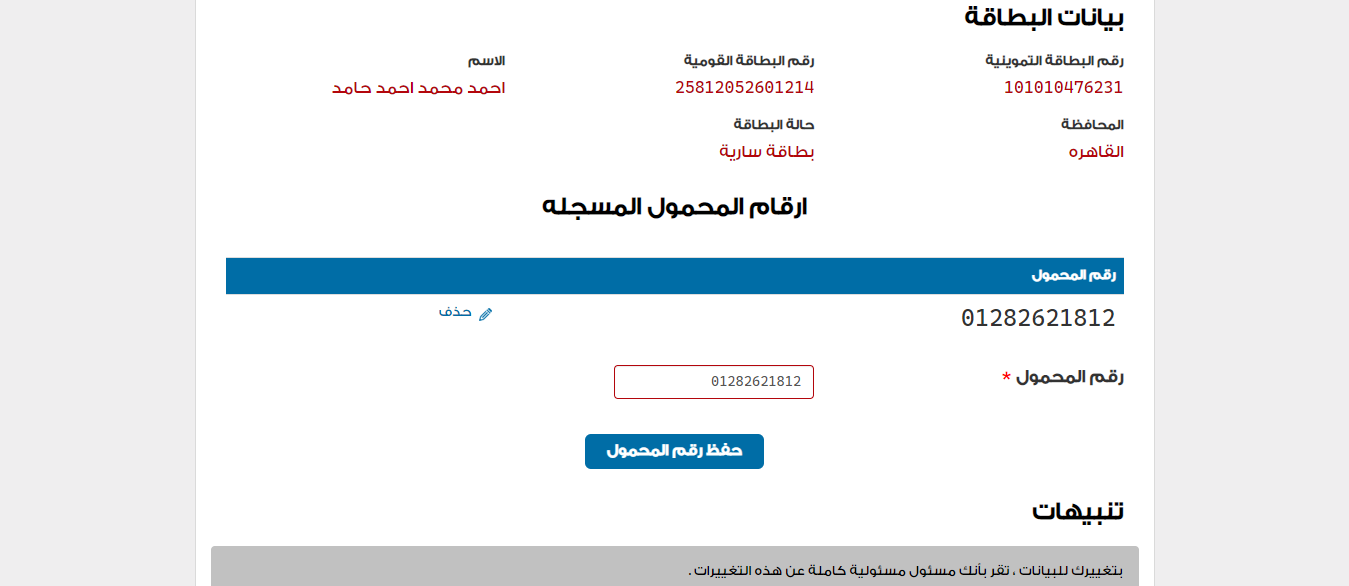 بيانات البطاقة
رقم البطاقة التموينية رقم البطاقة القومية الاسم
101010476231 25812052601214 احمد محمد احمد حامد
المحافظة حالة البطاقة
القاهره بطاقة سارية
ارقام المحمول المسجله
رقم المحمول
01282621812 حذف
رقم المحمول * 01282621812
حفظ رقم المحمول
تنبيهات
بتغييرك للبيانات ، تقر بأنك مسئول مسئولية كاملة عن هذه التغييرات .